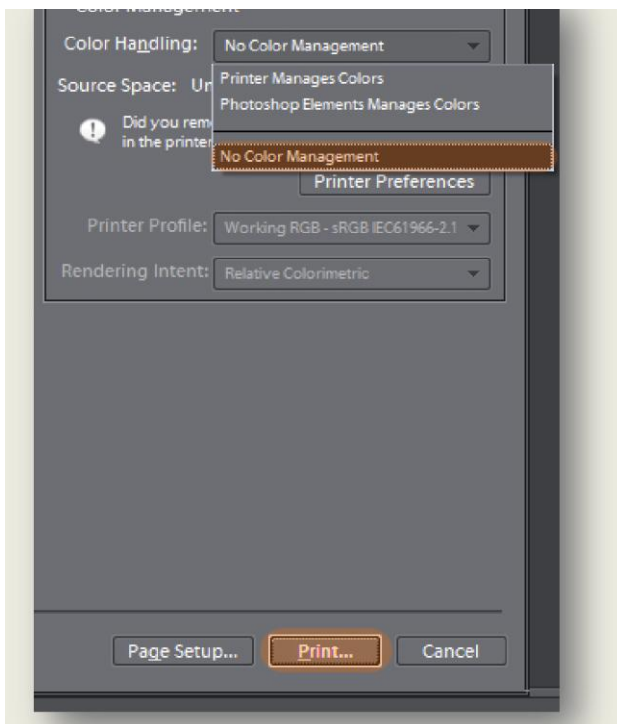 Color Management
Color Handling: No Color Management
Source Space: Un
Printer Manages Colors
Photoshop Elements Manages Colors
Did you rem
in the printer
No Color Management
Printer Preferences
Printer Profile: Working RGB - sRGB IEC61966-2.1
Rendering Intent: Relative Colorimetric
Page Setup... Print... Cancel